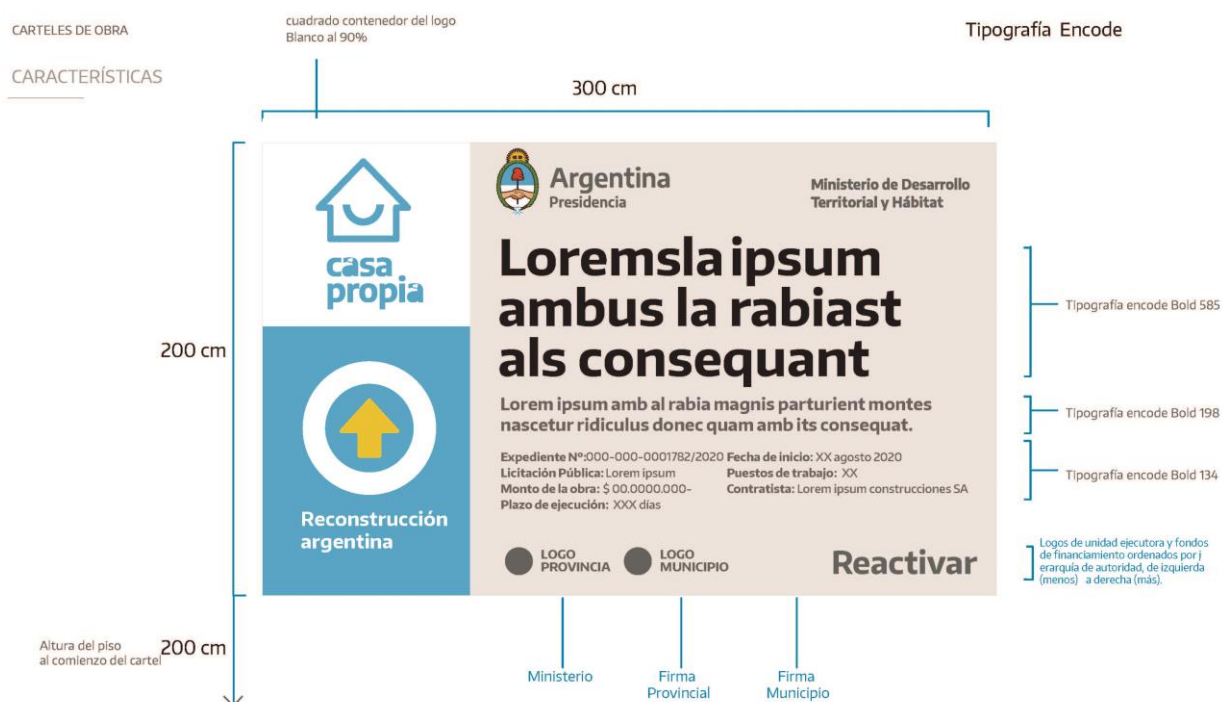 CARTELES DE OBRA
CARACTERÍSTICAS
cuadrado contenedor del logo
Blanco al 90%
Tipografía Encode
300 cm
200 cm
casa
propia
Reconstrucción
argentina
Argentina
Presidencia
Ministerio de Desarrollo
Territorial y Hábitat
Loremsla ipsum
ambus la rabiast
als consequant
Lorem ipsum amb al rabia magnis parturient montes
nascetur ridiculus donec quam amb its consequat.
Expediente Nº:000-000-0001782/2020 Fecha de inicio: XX agosto 2020
Licitación Pública: Lorem ipsum Puestos de trabajo: XX
Monto de la obra: $ 00.0000.000- Contratista: Lorem ipsum construcciones SA
Plazo de ejecución: XXX días
LOGO
PROVINCIA
LOGO
MUNICIPIO
Reactivar
Tipografía encode Bold 585
Tipografía encode Bold 198
Tipografía encode Bold 134
Logos de unidad ejecutora y fondos
de financiamiento ordenados por j
erarquía de autoridad, de izquierda
(menos) a derecha (más).
Altura del piso
al comienzo del cartel
200 cm
Ministerio
Firma
Provincial
Firma
Municipio